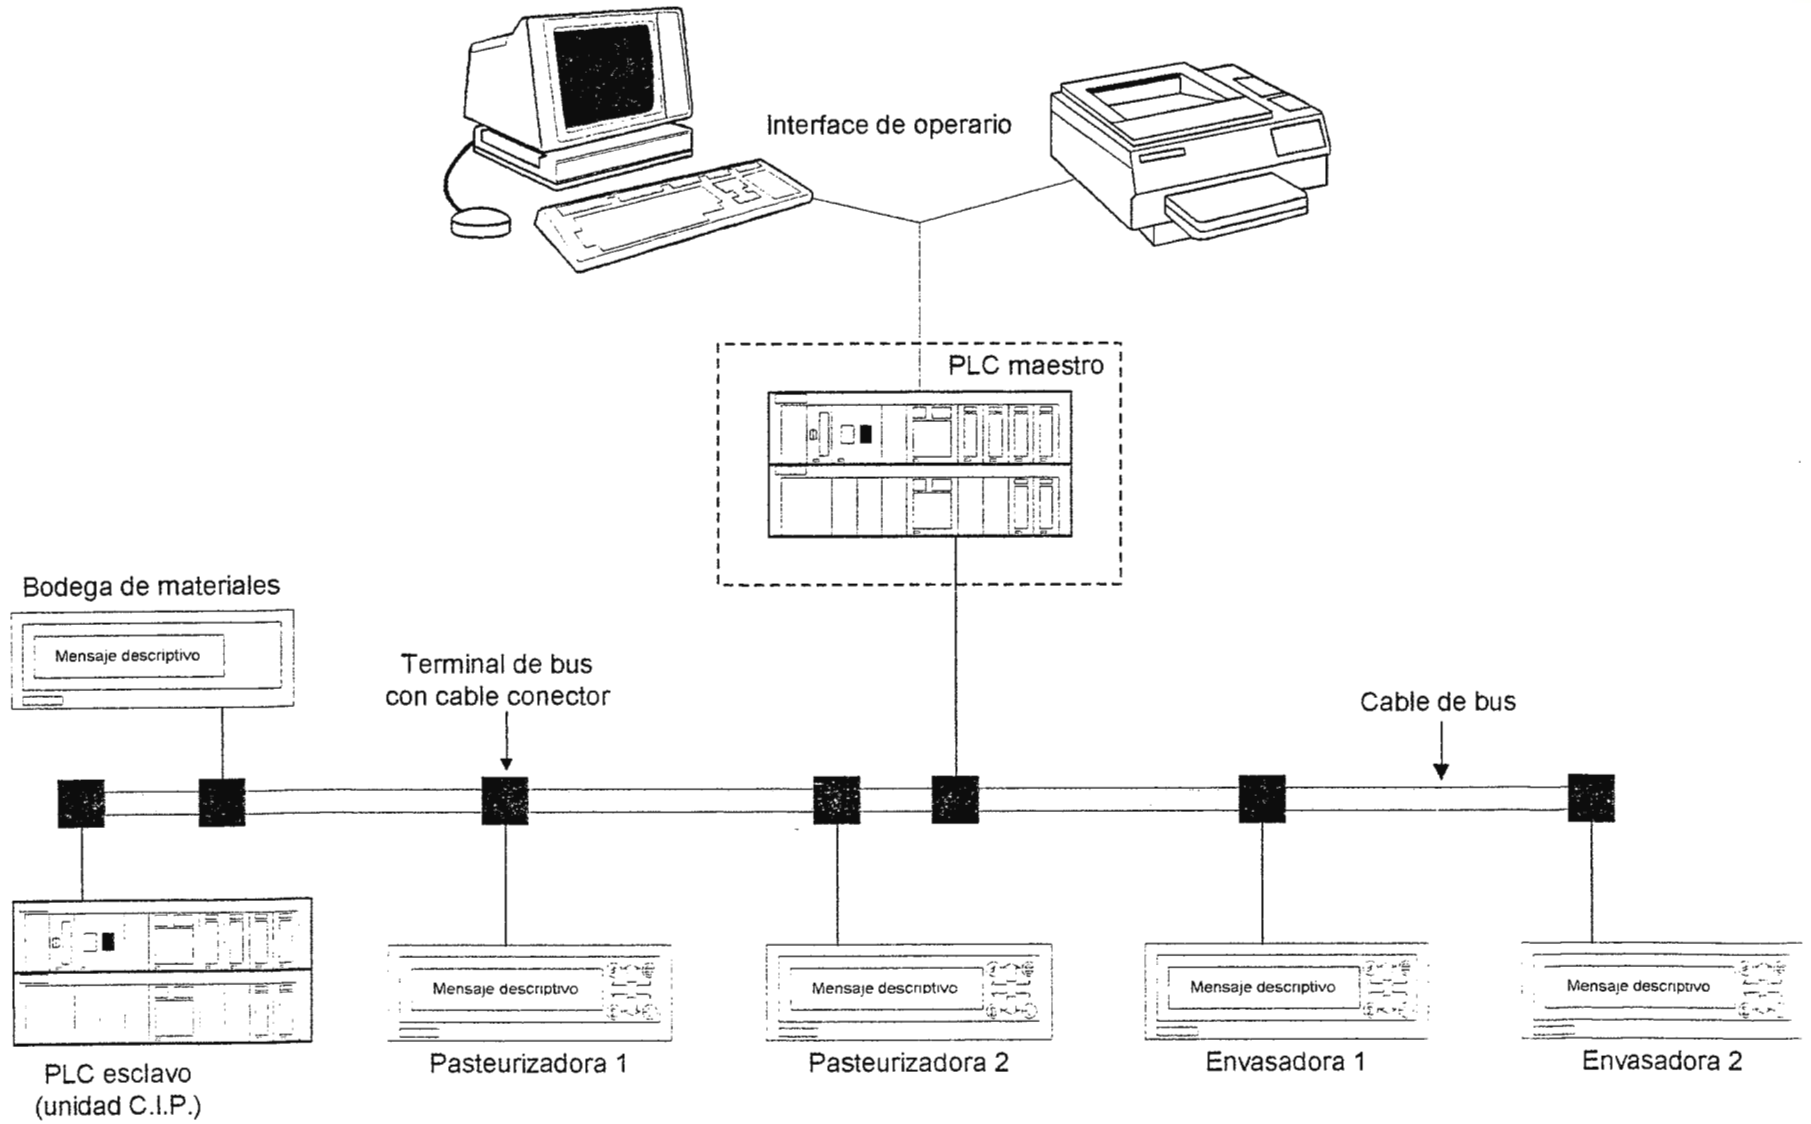 Interface de operario
PLC maestro
Bodega de materiales
Mensaje descriptivo
Terminal de bus
con cable conector
Cable de bus
Mensaje descriptivo
Mensaje descriptivo
Mensaje descriptivo
Mensaje descriptivo
Pasteurizadora 1
Pasteurizadora 2
Envasadora 1
Envasadora 2
PLC esclavo
(unidad C.I.P.)